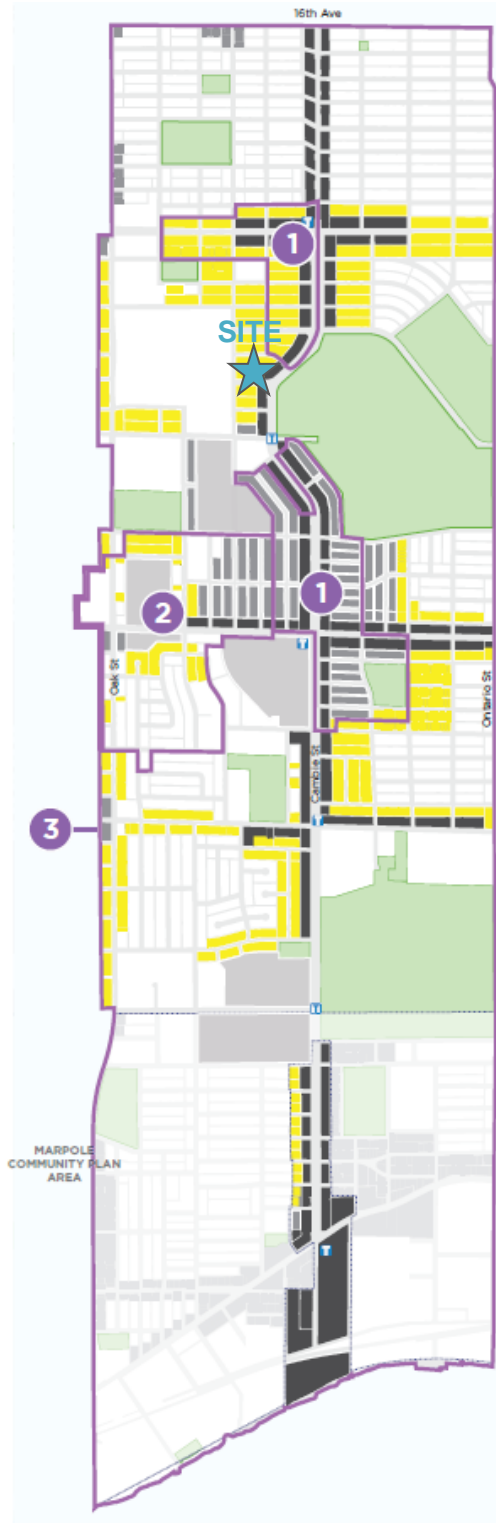 16th Ave
1
SITE
T
T
1
2
T
Oak St
Ontario St
Cambie St
3
T
T
MARPOLE
COMMUNITY PLAN
AREA
T